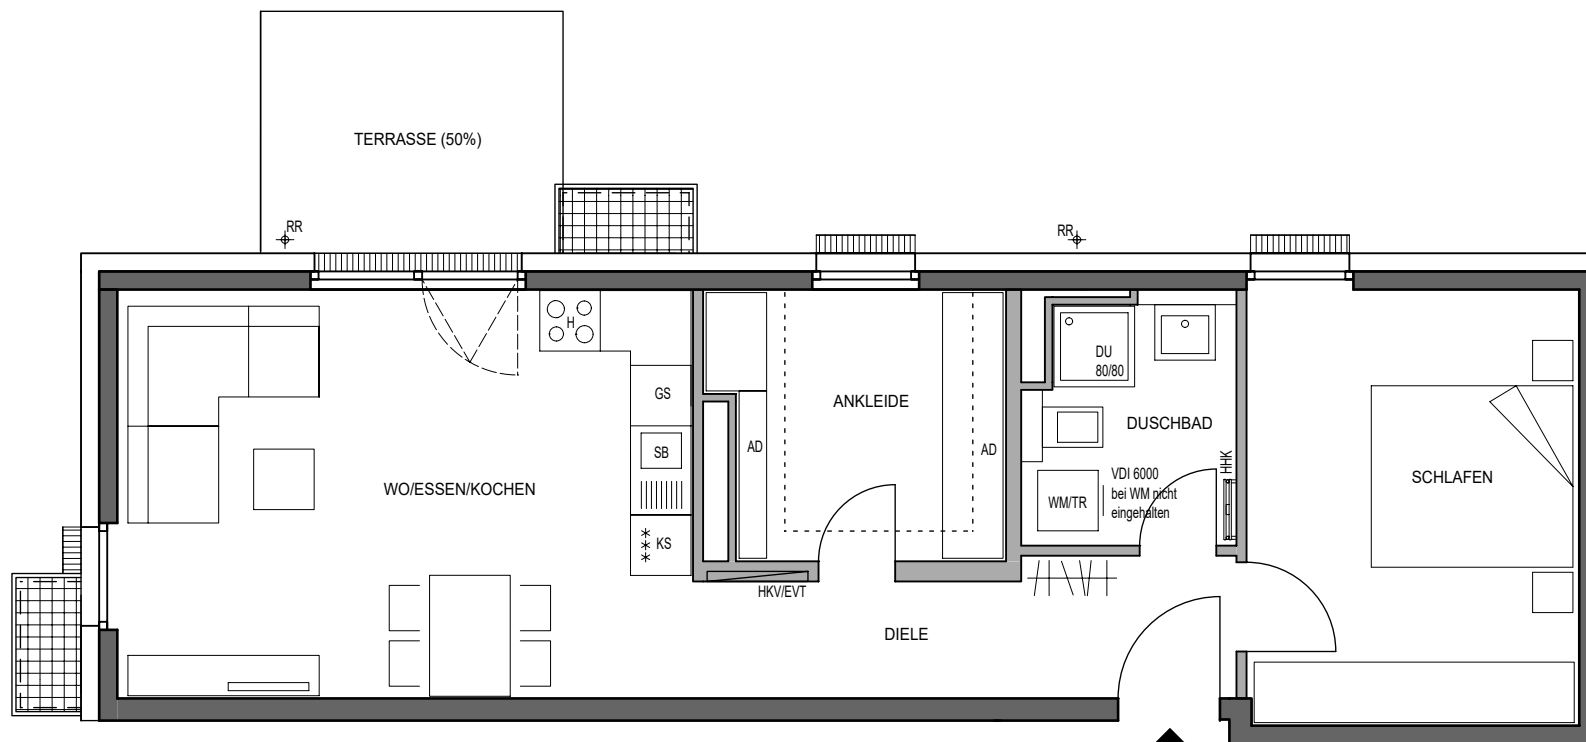 TERRASSE (50%)
RR
RR
H
DU
80/80
GS
ANKLEIDE
DUSCHBAD
SB
AD
AD
HHK
VDI 6000
bei WM nicht
eingehalten
SCHLAFEN
WO/ESSEN/KOCHEN
WM/TR
*** KS
HKV/EVT
DIELE